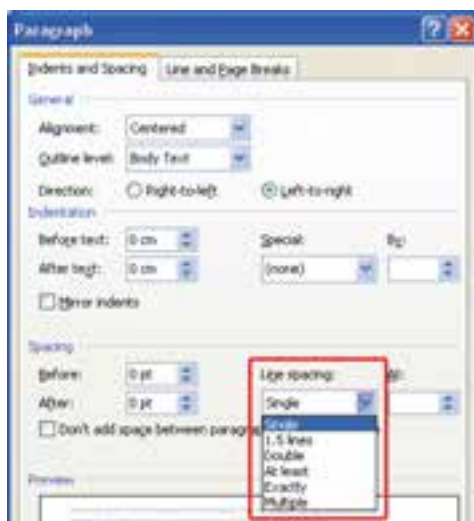 Paragraph
Indents and Spacing Line and Page Breaks
General
Alignment: Centered
Outline level: Body Text
Direction: Right-to-left Left-to-right
Indentation
Before text: 0 cm Special: By:
After text: 0 cm (none)
Mirror indents
Spacing
Before: 0 pt Line spacing: At:
After: 0 pt Single
Don't add space between paragrap
Single
1.5 lines
Double
At least
Exactly
Multiple
Preview